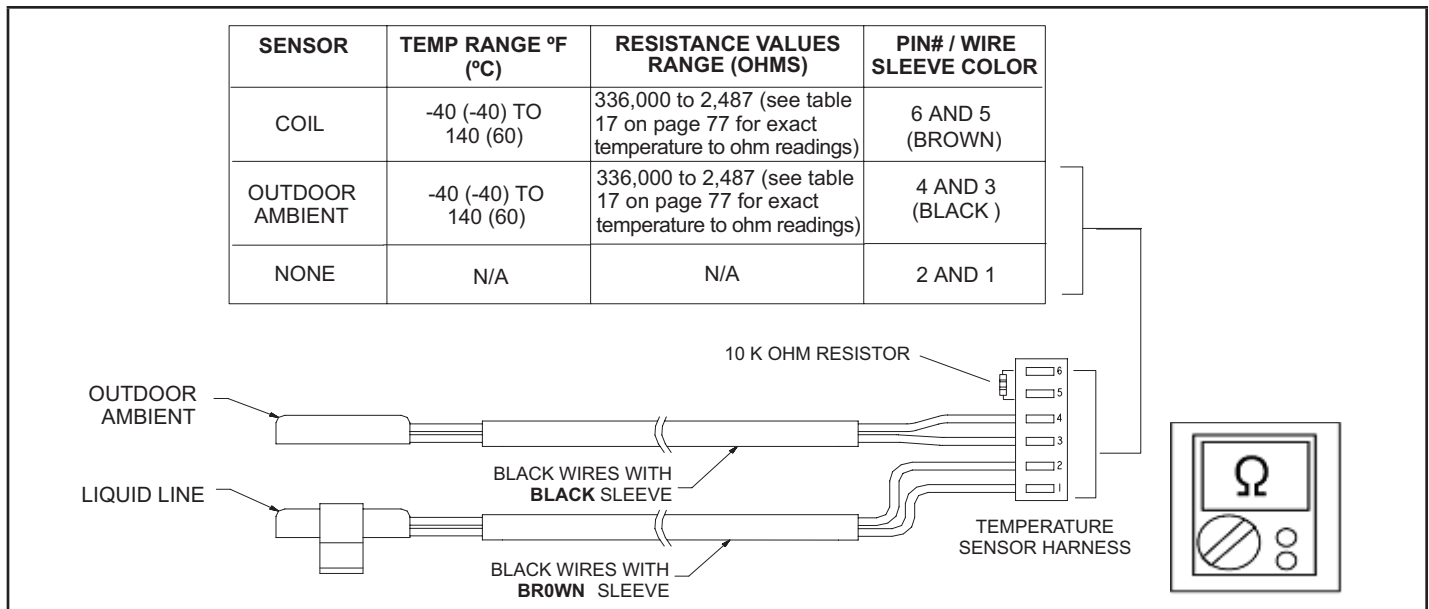 SENSOR
TEMP RANGE ºF
(ºC)
RESISTANCE VALUES
RANGE (OHMS)
PIN# / WIRE
SLEEVE COLOR
COIL
-40 (-40) TO
140 (60)
336,000 to 2,487 (see table
17 on page 77 for exact
temperature to ohm readings)
6 AND 5
(BROWN)
OUTDOOR
AMBIENT
-40 (-40) TO
140 (60)
336,000 to 2,487 (see table
17 on page 77 for exact
temperature to ohm readings)
4 AND 3
(BLACK )
NONE
N/A
N/A
2 AND 1
10 K OHM RESISTOR
6
5
4
3
2
1
OUTDOOR
AMBIENT
BLACK WIRES WITH
BLACK SLEEVE
LIQUID LINE
BLACK WIRES WITH
BR0WN SLEEVE
TEMPERATURE
SENSOR HARNESS
Ω